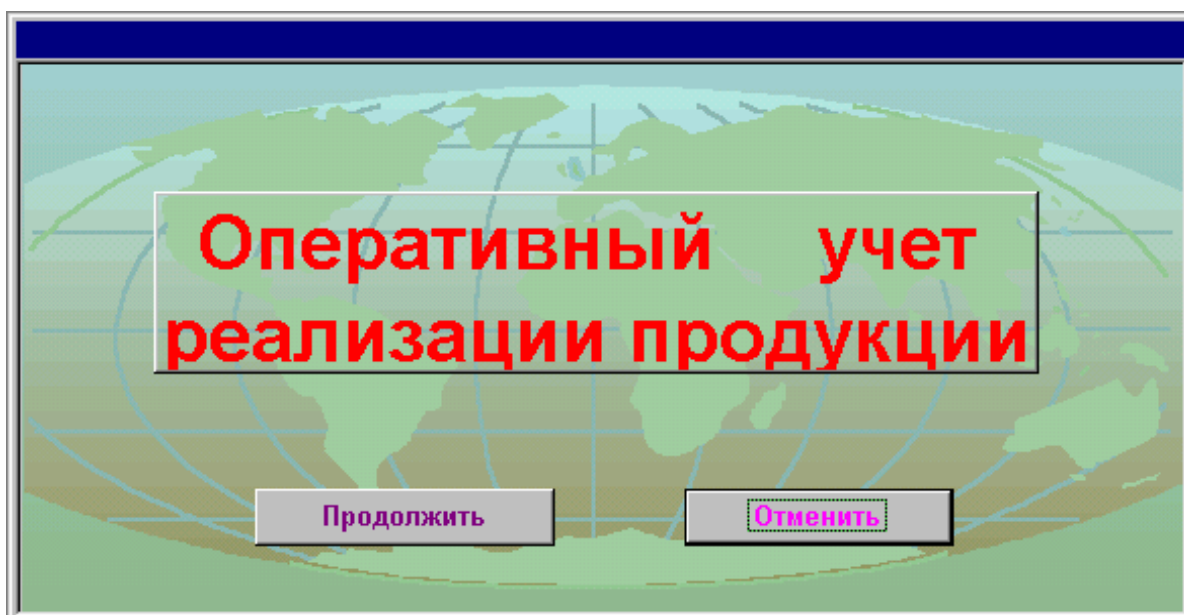 Оперативный учет
реализации продукции
Продолжить Отменить